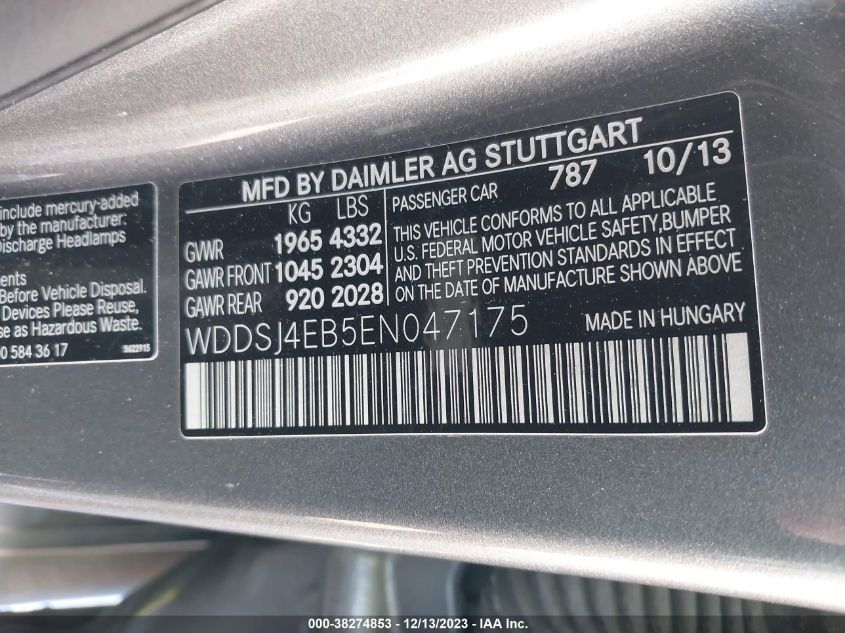 include mercury-added
by the manufacturer:
Discharge Headlamps
Before Vehicle Disposal.
Devices Please Reuse,
as Hazardous Waste.
0 584 36 17
5622913
MFD BY DAIMLER AG STUTTGART
787 10/13
KG LBS
GVWR 1965 4332
GAWR FRONT 1045 2304
GAWR REAR 920 2028
PASSENGER CAR
THIS VEHICLE CONFORMS TO ALL APPLICABLE
U.S. FEDERAL MOTOR VEHICLE SAFETY,BUMPER
AND THEFT PREVENTION STANDARDS IN EFFECT
ON THE DATE OF MANUFACTURE SHOWN ABOVE
WDDSJ4EB5EN047175
MADE IN HUNGARY
000-38274853 - 12/13/2023 - IAA Inc.